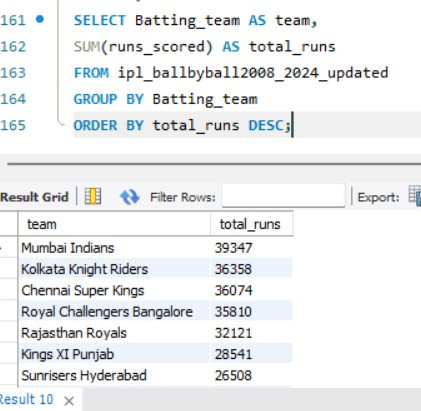 161 SELECT Batting_team AS team,
162 SUM(runs_scored) AS total_runs
163 FROM ipl_ballbyball2008_2024_updated
164 GROUP BY Batting_team
165 ORDER BY total_runs DESC;
Result Grid Filter Rows: Export:
team total_runs
Mumbai Indians 39347
Kolkata Knight Riders 36358
Chennai Super Kings 36074
Royal Challengers Bangalore 35810
Rajasthan Royals 32121
Kings XI Punjab 28541
Sunrisers Hyderabad 26508
Result 10